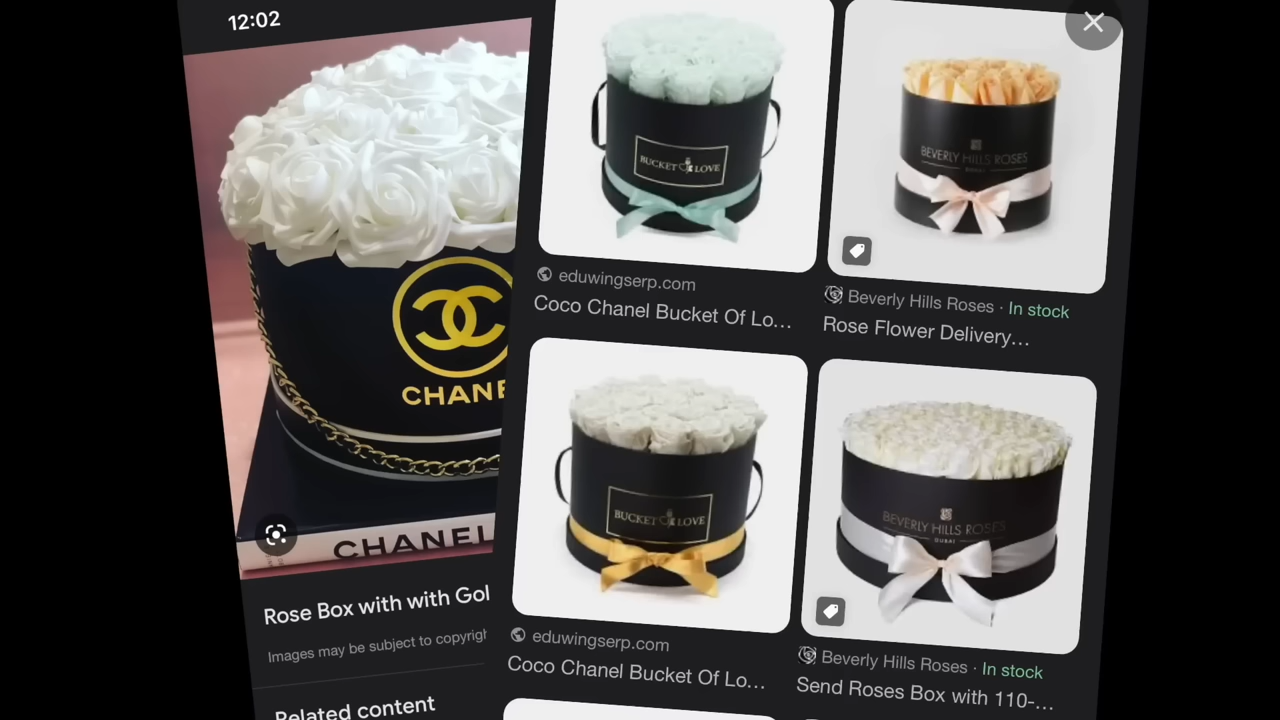 12:02
CHANE
CHANEL
Rose Box with with Gol
Images may be subject to copyrigh
Related content
BUCKET LOVE
eduwingserp.com
Coco Chanel Bucket Of Lo...
BEVERLY HILLS ROSES
Beverly Hills Roses · In stock
Rose Flower Delivery...
BUCKET LOVE
eduwingserp.com
Coco Chanel Bucket Of Lo...
BEVERLY HILLS ROSES
DUBAI
Beverly Hills Roses · In stock
Send Roses Box with 110-...